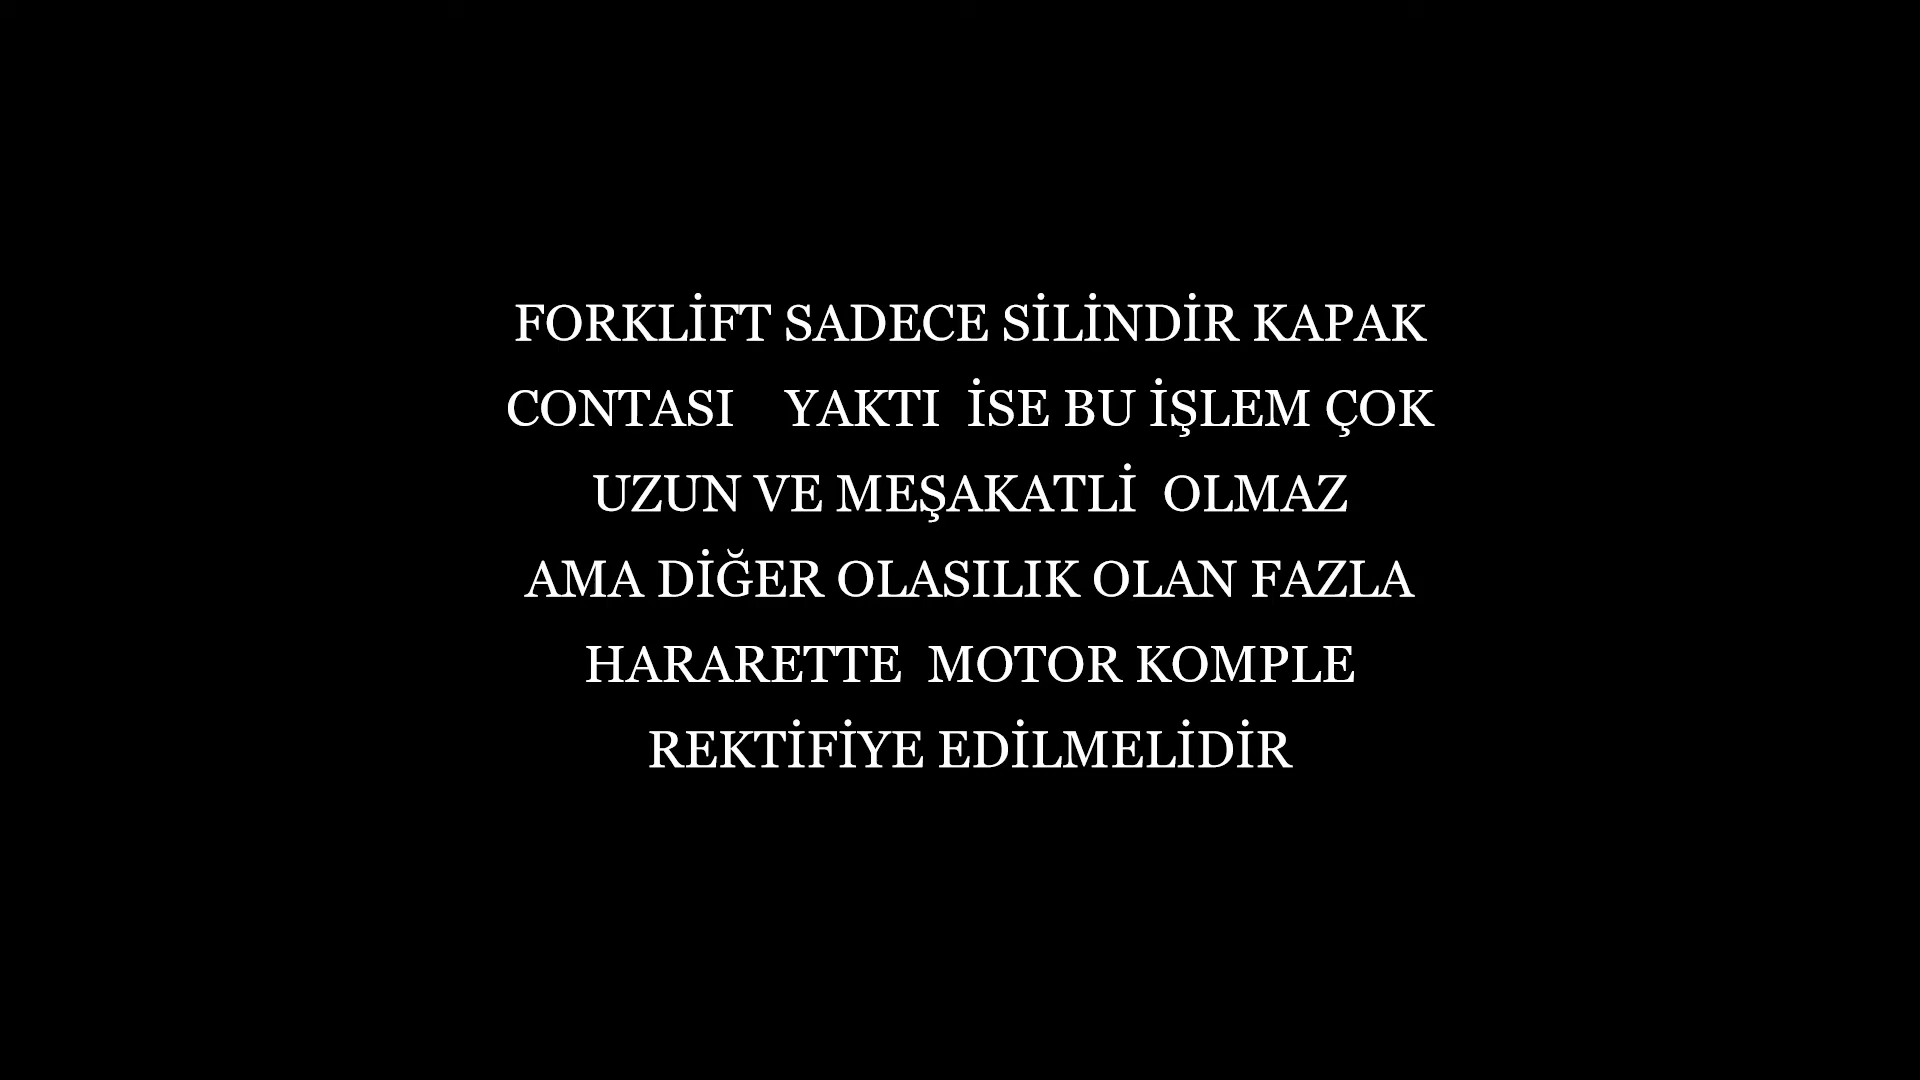 FORKLİFT SADECE SİLİNDİR KAPAK
CONTASI YAKTI İSE BU İŞLEM ÇOK
UZUN VE MEŞAKATLİ OLMAZ
AMA DİĞER OLASILIK OLAN FAZLA
HARARETTE MOTOR KOMPLE
REKTİFİYE EDİLMELİDİR